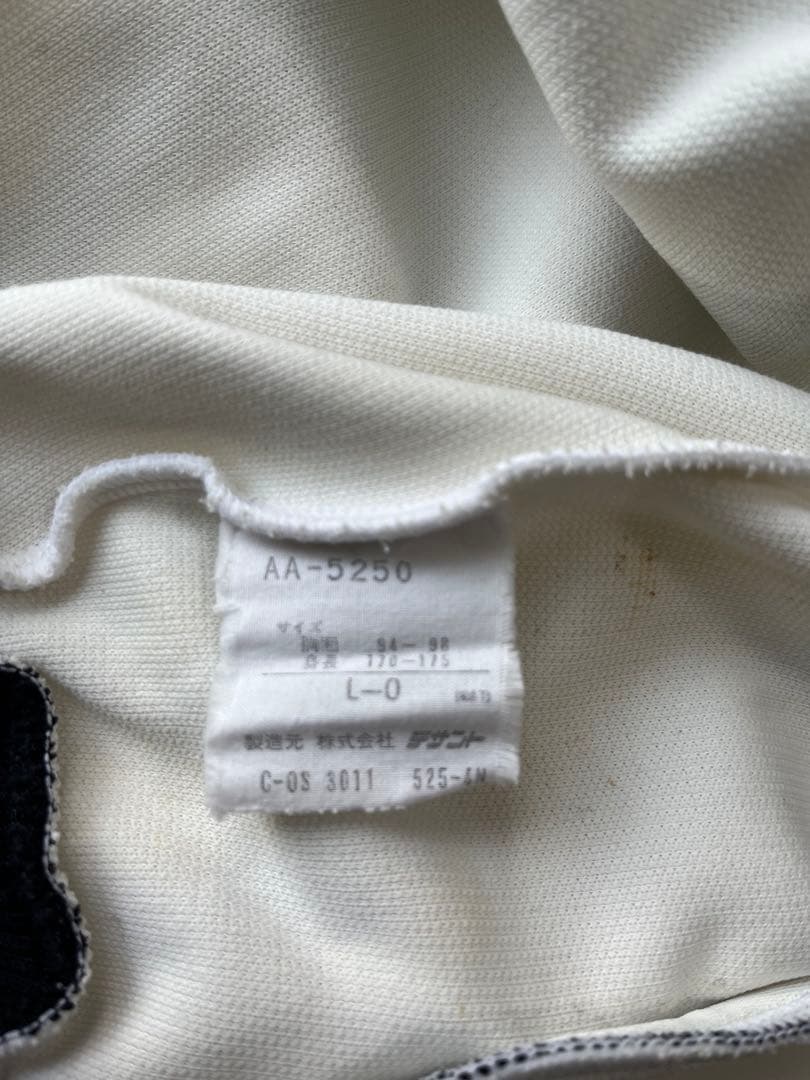 AA-5250
サイズ
胸囲 94-98
身長 170-175
L-O
製造元 株式会社 デサント
C-OS 3011 525-4N